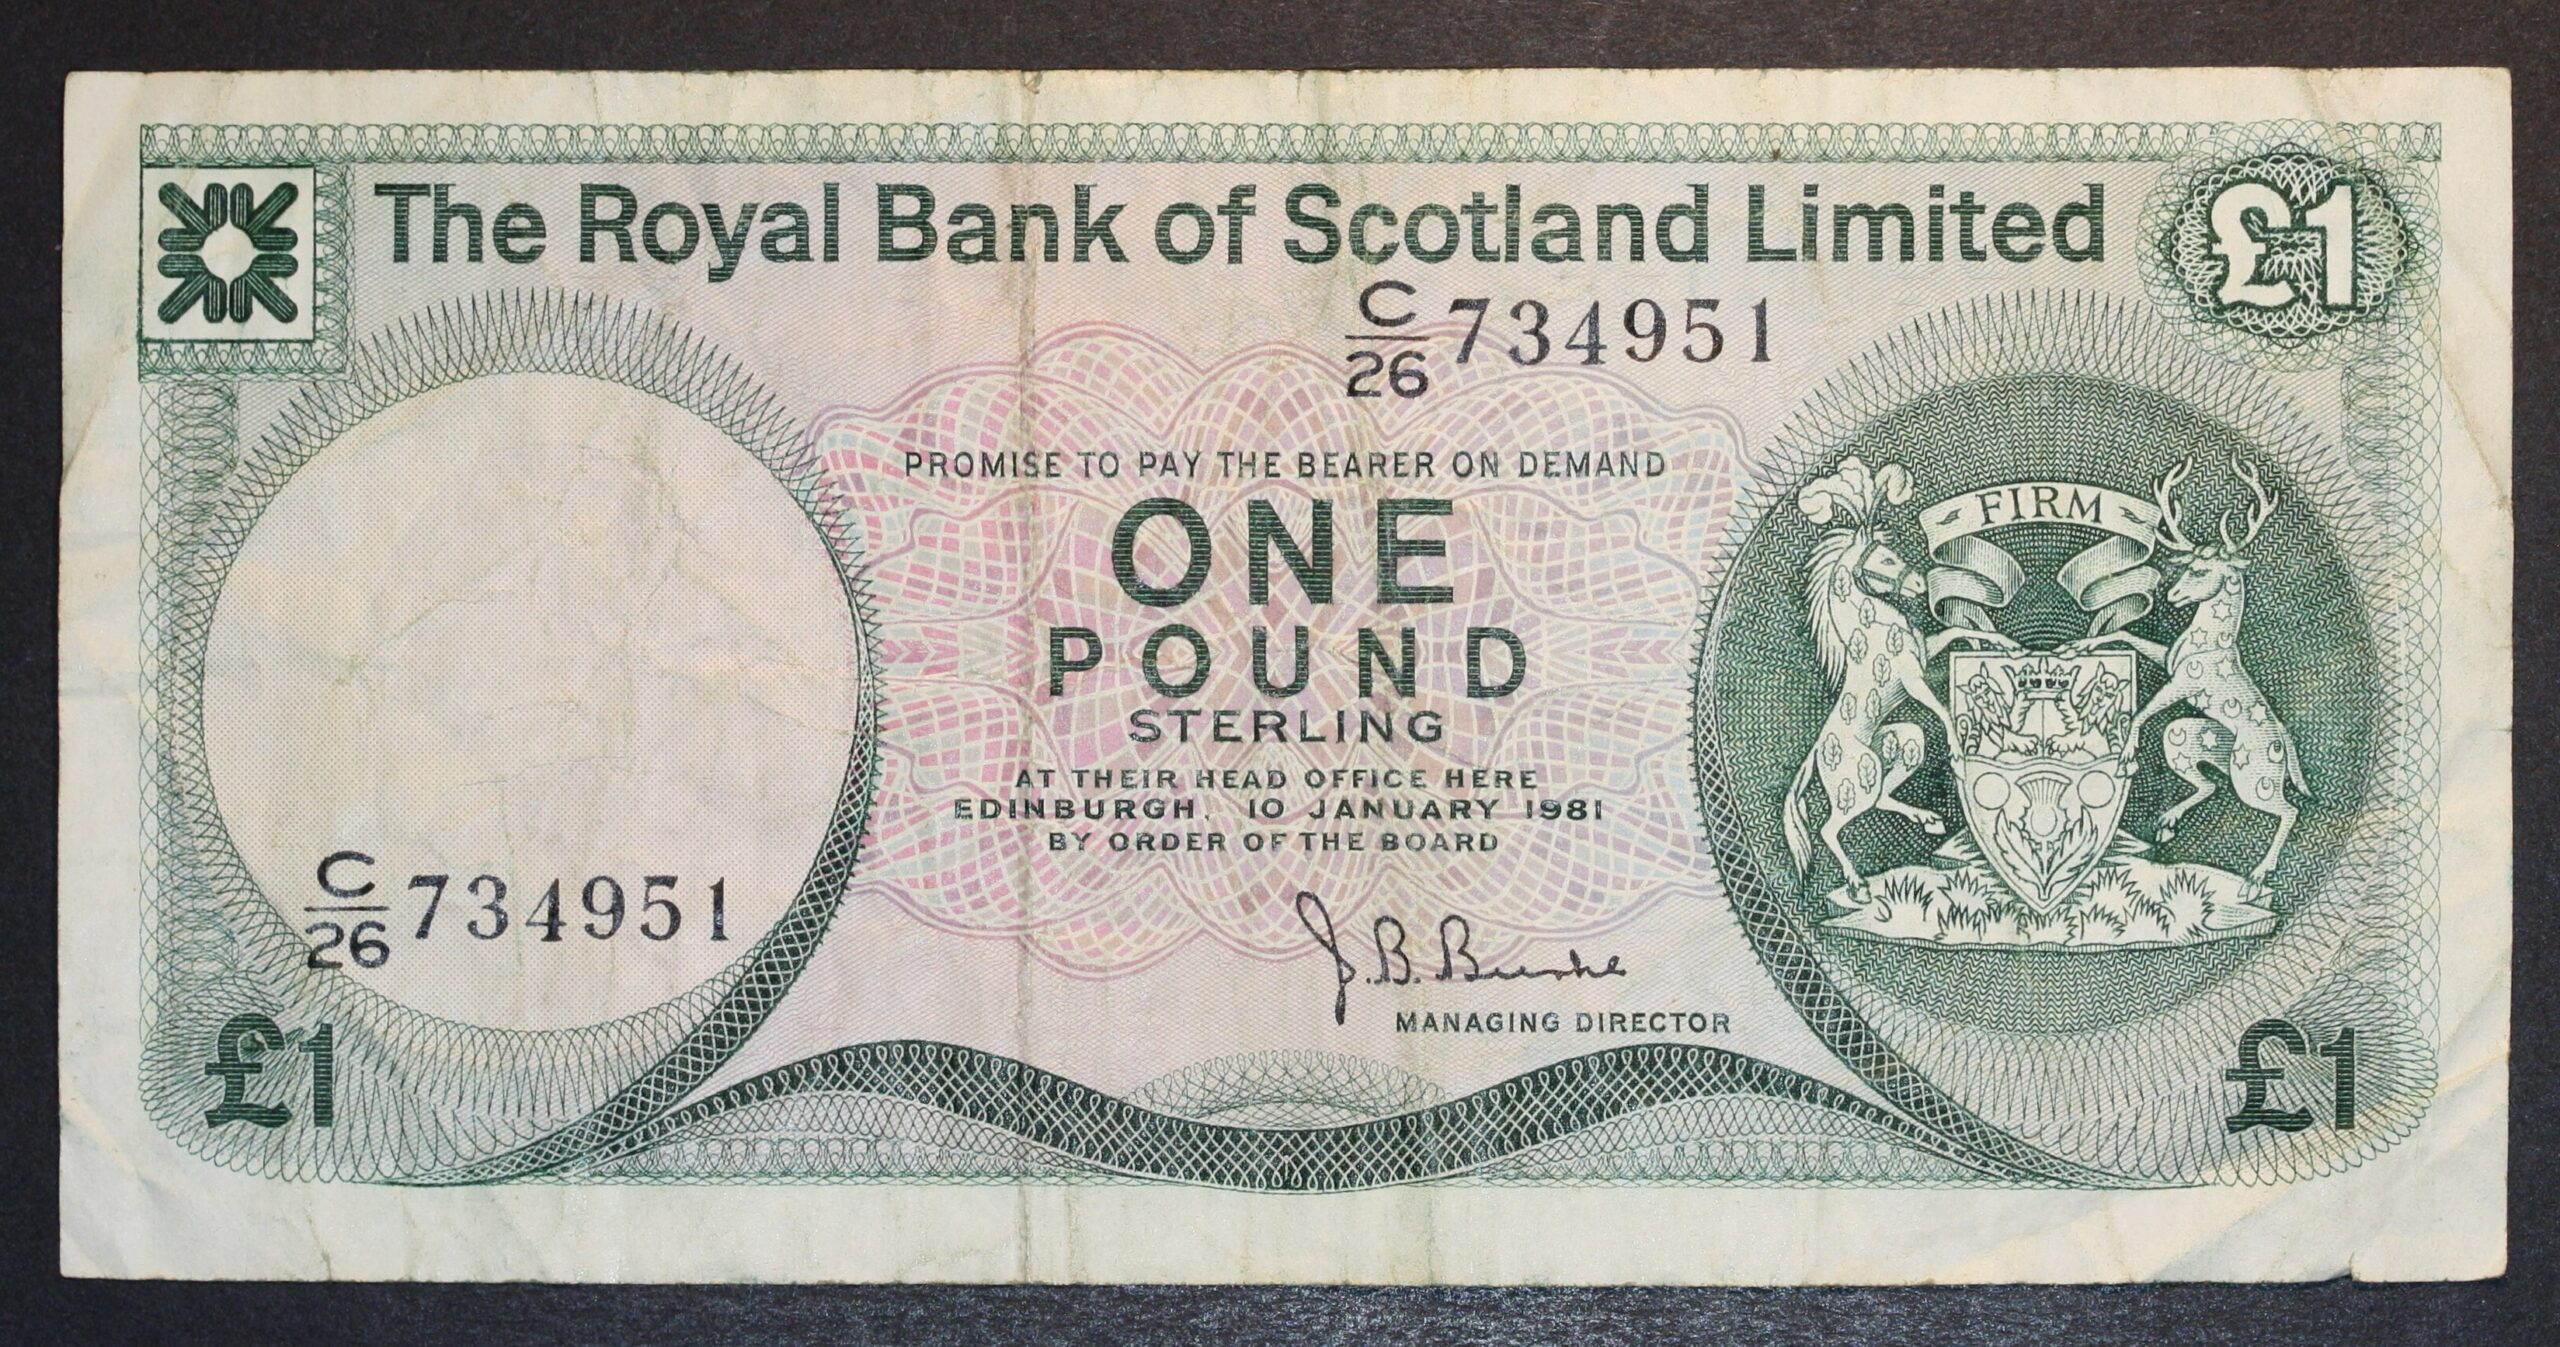 The Royal Bank of Scotland Limited
£1
C/26 734951
PROMISE TO PAY THE BEARER ON DEMAND
ONE
POUND
STERLING
FIRM
AT THEIR HEAD OFFICE HERE
EDINBURGH, 10 JANUARY 1981
BY ORDER OF THE BOARD
C/26 734951
J.B. Burke
MANAGING DIRECTOR
£1
£1